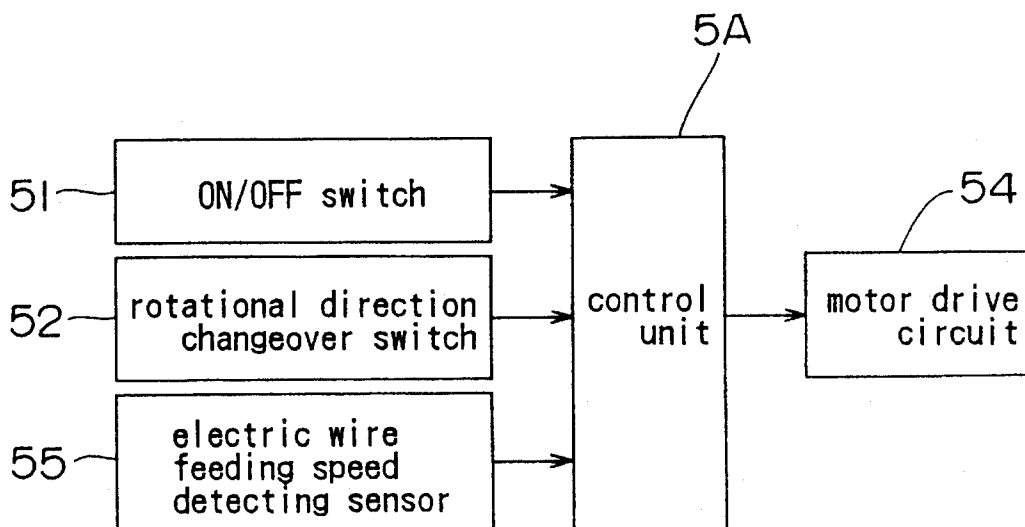 5A
51
ON/OFF switch
54
52
rotational direction
changeover switch
control
unit
motor drive
circuit
55
electric wire
feeding speed
detecting sensor